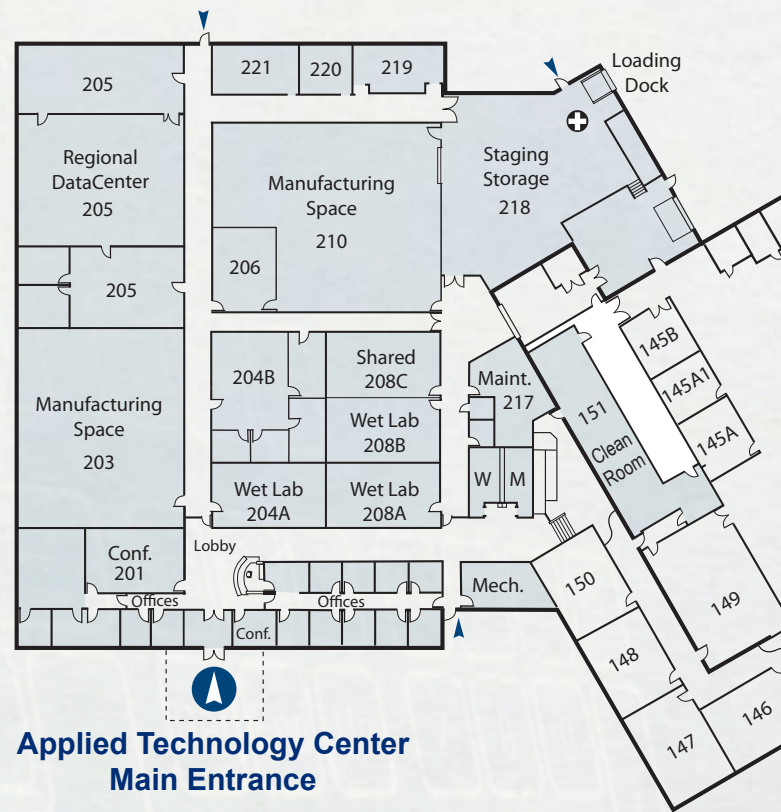 205
221
220
219
Loading
Dock
Regional
DataCenter
205
Manufacturing
Space
210
Staging
Storage
218
206
205
Manufacturing
Space
203
204B
Shared
208C
Wet Lab
208B
Wet Lab
204A
Wet Lab
208A
Maint.
217
W
M
151
Clean
Room
145B
145A1
145A
Conf.
201
Lobby
Offices
Offices
Conf.
Mech.
150
149
148
147
146
Applied Technology Center
Main Entrance